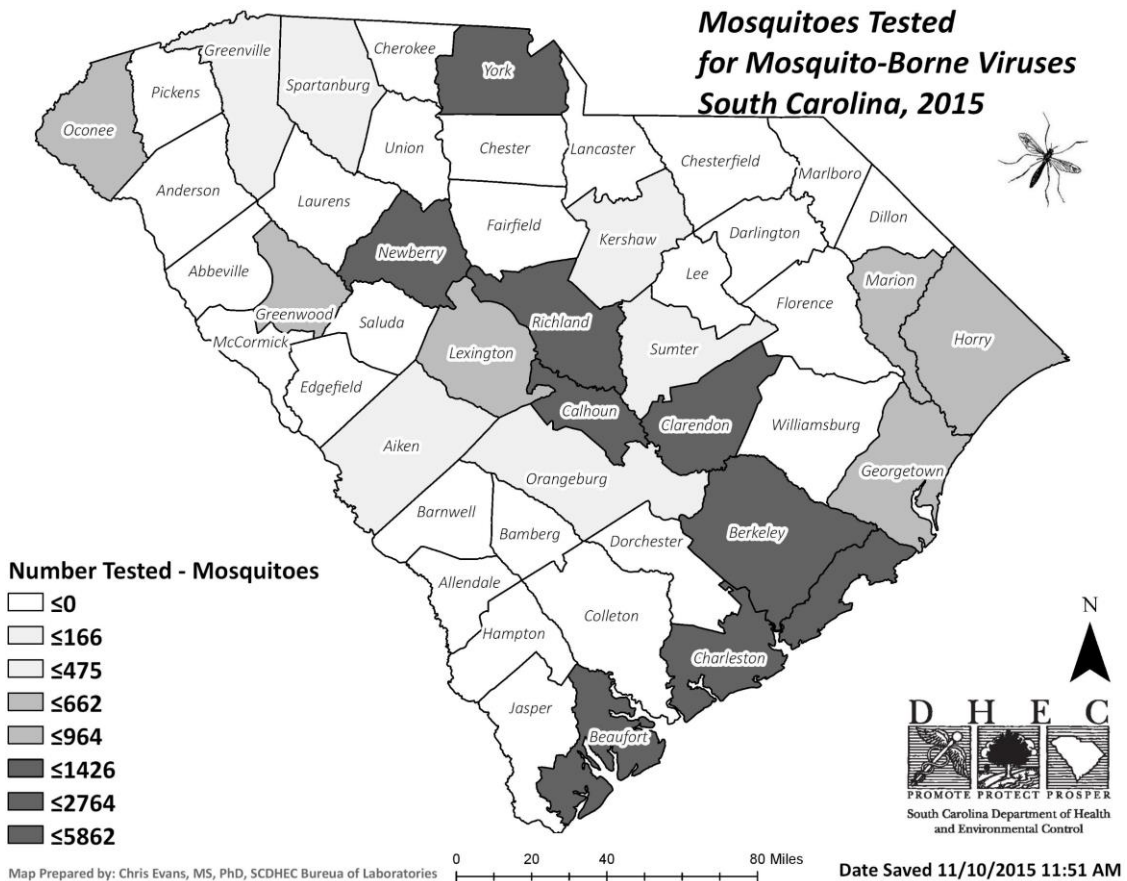 Mosquitoes Tested
for Mosquito-Borne Viruses
South Carolina, 2015
Cherokee
Greenville
York
Spartanburg
Pickens
Oconee
Union
Chester
Lancaster
Chesterfield
Marlboro
Anderson
Laurens
Fairfield
Dillon
Darlington
Kershaw
Newberry
Lee
Abbeville
Marion
Florence
Greenwood
Saluda
Richland
McCormick
Lexington
Sumter
Horry
Edgefield
Calhoun
Clarendon
Williamsburg
Aiken
Georgetown
Orangeburg
Barnwell
Bamberg
Berkeley
Dorchester
Allendale
Colleton
Hampton
Charleston
Jasper
Beaufort
Number Tested - Mosquitoes
≤0
≤166
≤475
≤662
≤964
≤1426
≤2764
≤5862
N
D H E C
PROMOTE PROTECT PROSPER
South Carolina Department of Health
and Environmental Control
Map Prepared by: Chris Evans, MS, PhD, SCDHEC Bureua of Laboratories
0 20 40 80 Miles
Date Saved 11/10/2015 11:51 AM